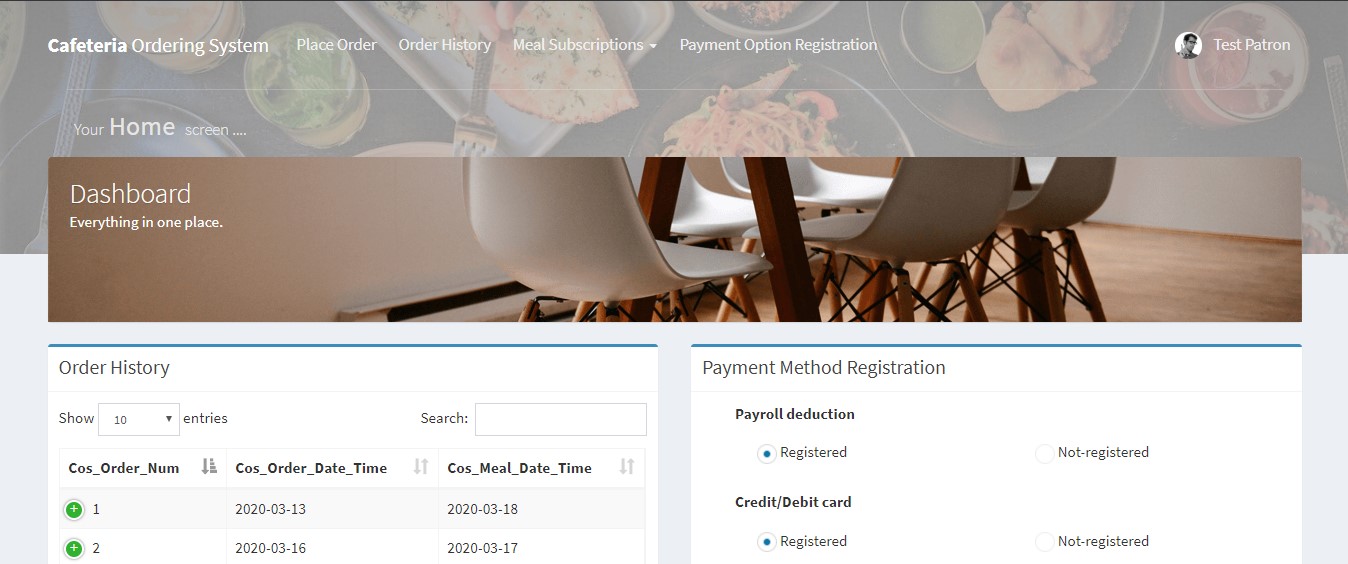 Cafeteria Ordering System Place Order Order History Meal Subscriptions Payment Option Registration Test Patron
Your Home screen ....
Dashboard
Everything in one place.
Order History
Show 10 entries Search:
Cos_Order_Num Cos_Order_Date_Time Cos_Meal_Date_Time
1 2020-03-13 2020-03-18
2 2020-03-16 2020-03-17
Payment Method Registration
Payroll deduction
Registered Not-registered
Credit/Debit card
Registered Not-registered